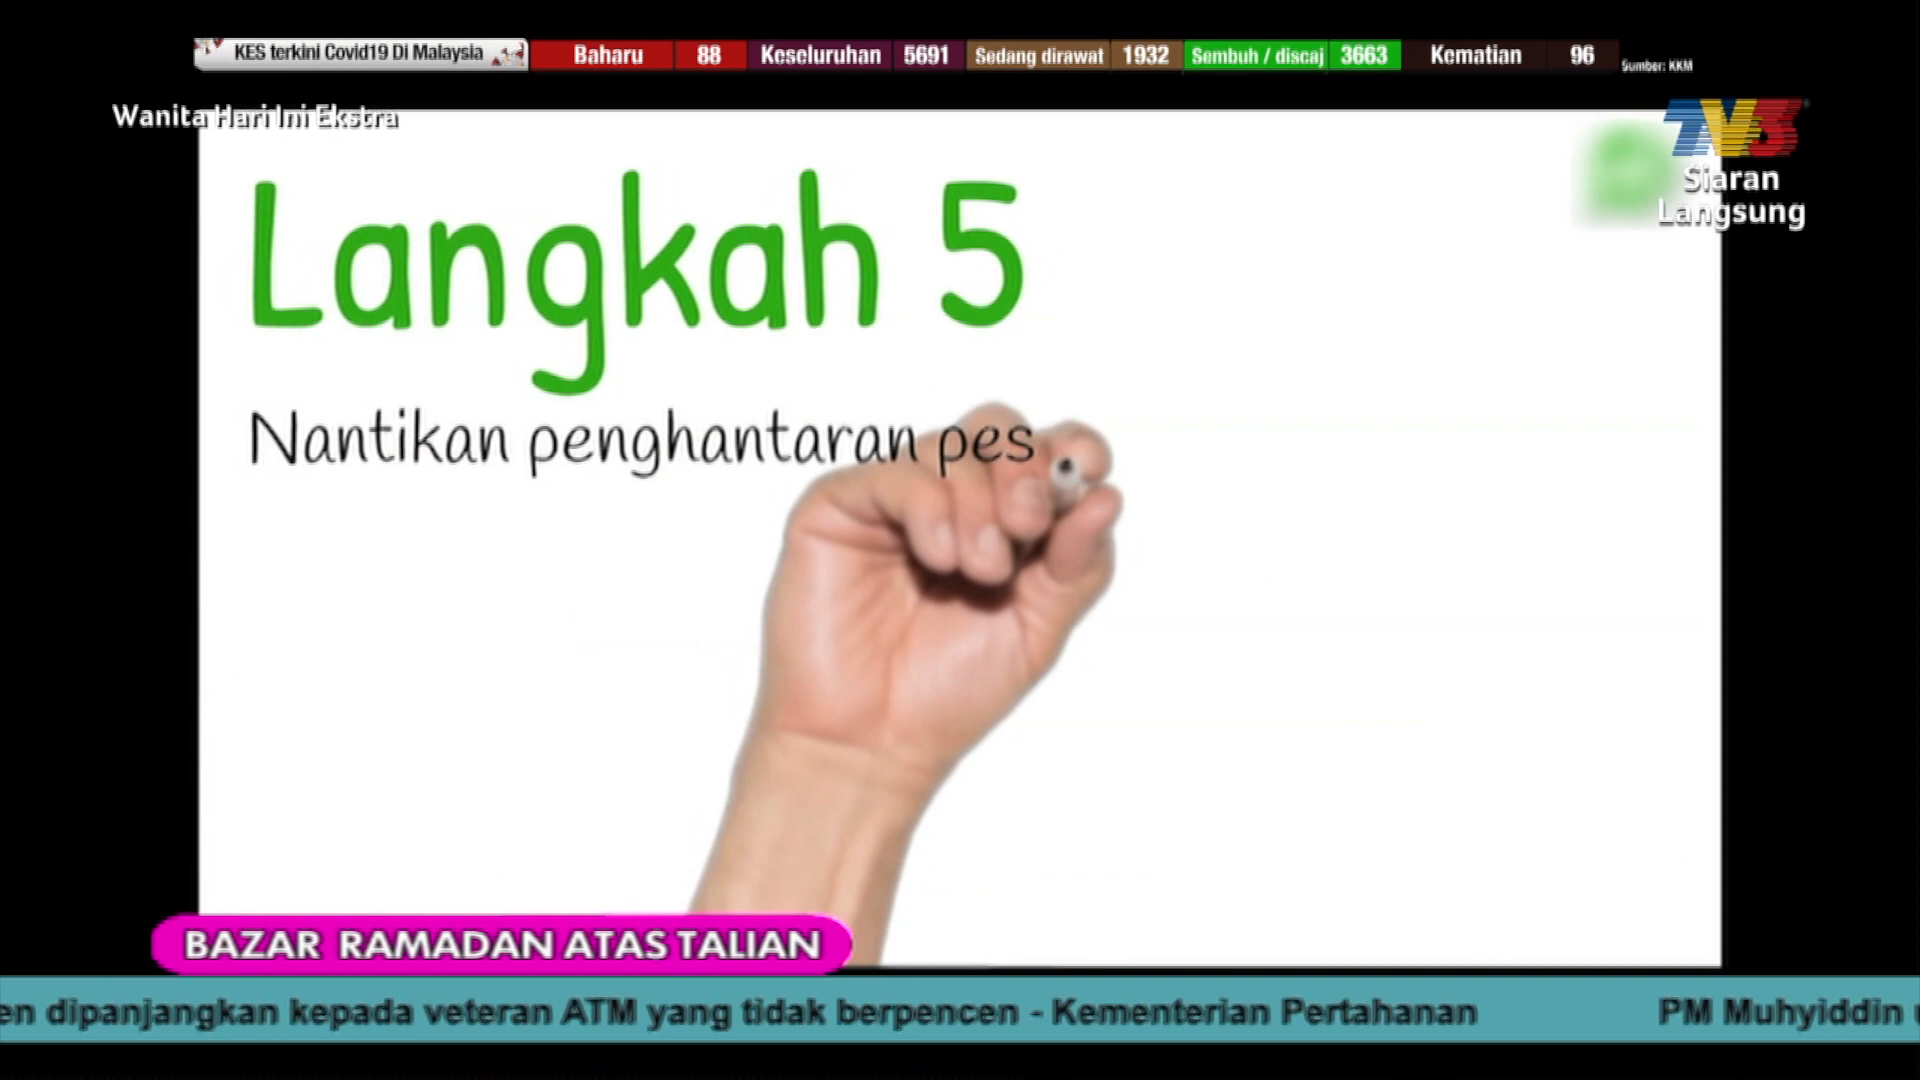 KES terkini Covid19 Di Malaysia Baharu 88 Keseluruhan 5691 Sedang dirawat 1932 Sembuh / discaj 3663 Kematian 96 Sumber: KKM
Wanita Hari Ini Ekstra
TV3
Siaran
Langsung
Langkah 5
Nantikan penghantaran pes
BAZAR RAMADAN ATAS TALIAN
en dipanjangkan kepada veteran ATM yang tidak berpencen - Kementerian Pertahanan PM Muhyiddin u